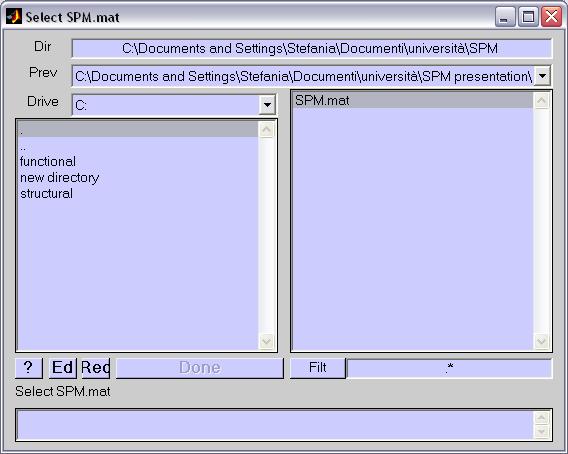 Select SPM.mat
Dir C:\Documents and Settings\Stefania\Documenti\università\SPM
Prev C:\Documents and Settings\Stefania\Documenti\università\SPM presentation\
Drive C:
.
..
functional
new directory
structural
SPM.mat
? Ed Rec Done Filt .*
Select SPM.mat